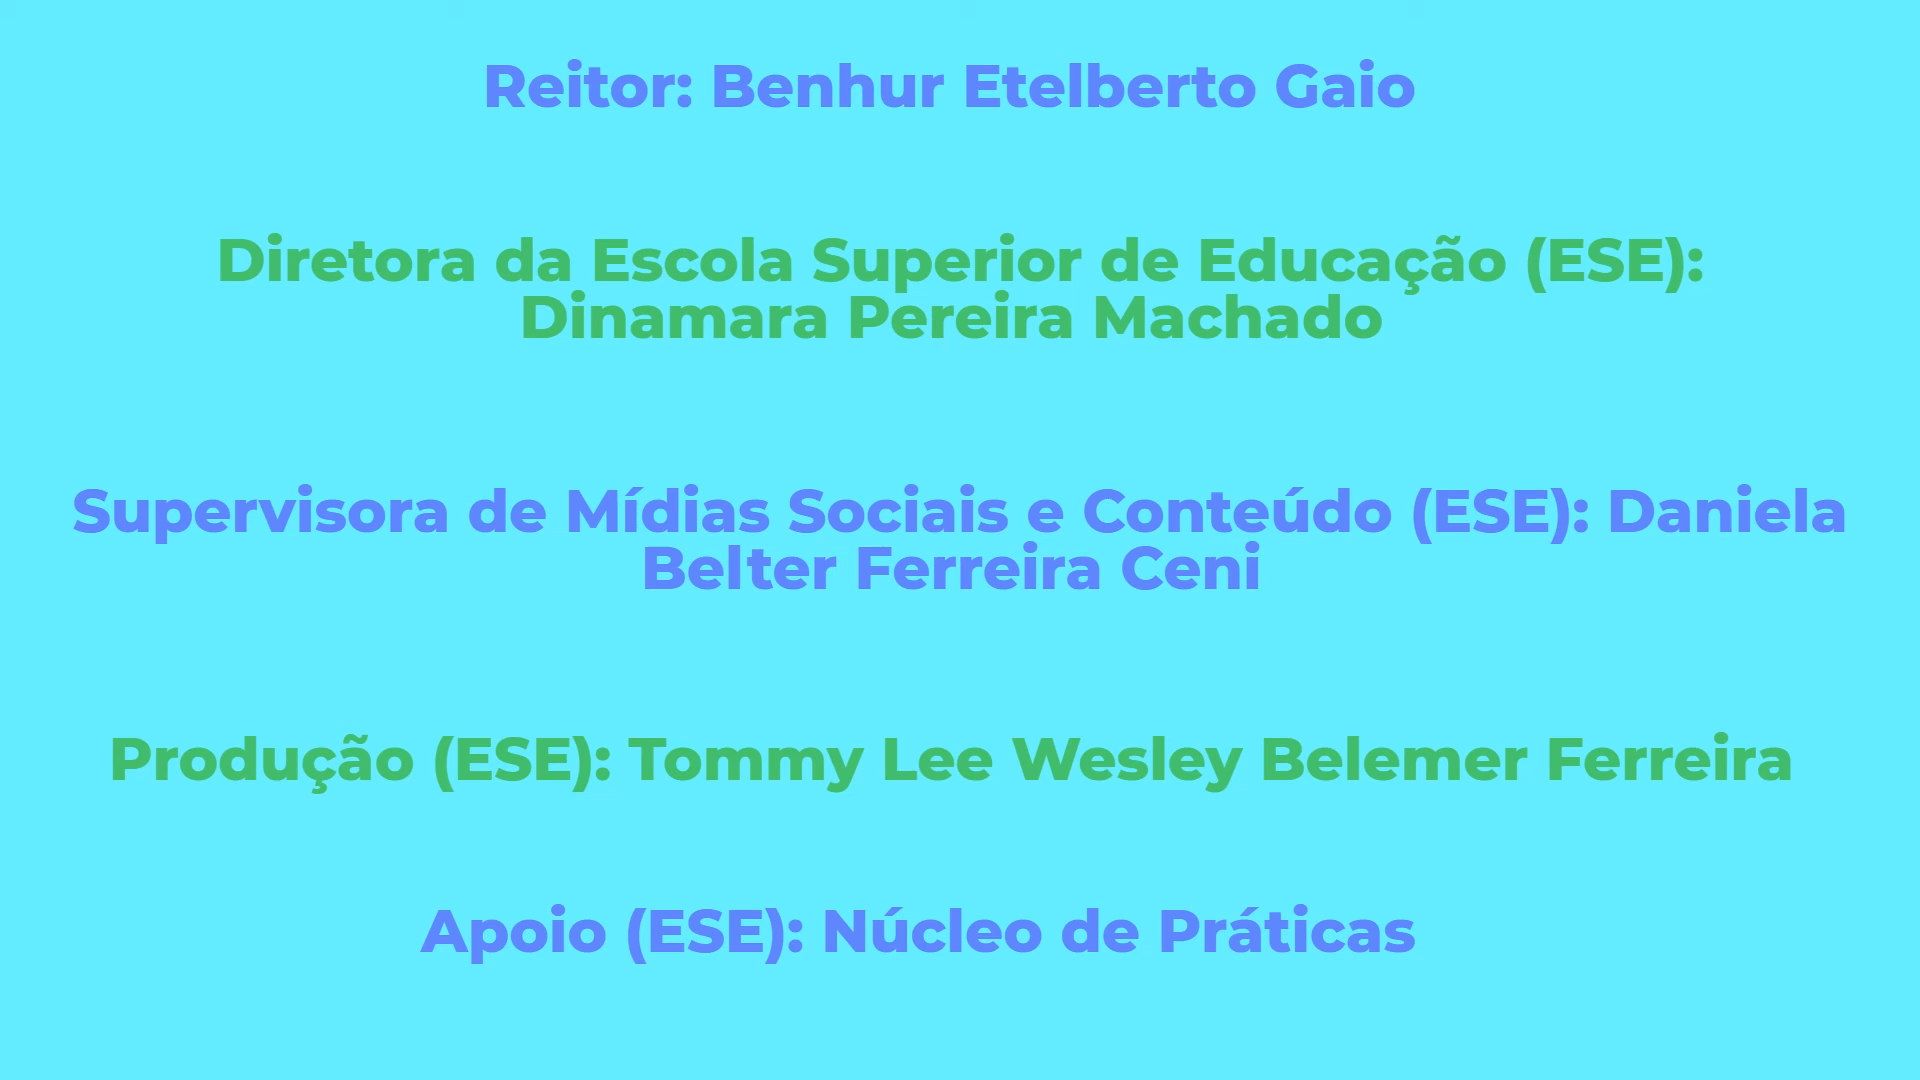 Reitor: Benhur Etelberto Gaio
Diretora da Escola Superior de Educação (ESE):
Dinamara Pereira Machado
Supervisora de Mídias Sociais e Conteúdo (ESE): Daniela
Belter Ferreira Ceni
Produção (ESE): Tommy Lee Wesley Belemer Ferreira
Apoio (ESE): Núcleo de Práticas